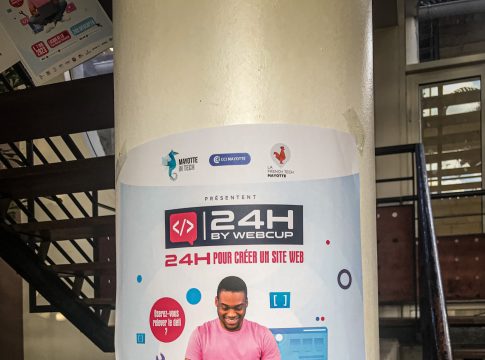 MAYOTTE
IN TECH
CCI MAYOTTE
LA
FRENCH TECH
MAYOTTE
PRÉSENTENT
</> 24H
BY WEBCUP
24H POUR CRÉER UN SITE WEB
Oserez-vous
relever le défi
?
[ ]